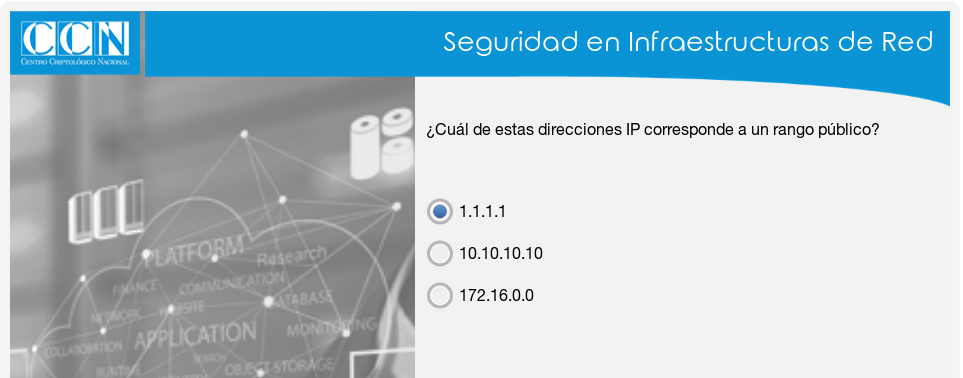 CCN
CENTRO CRIPTOLÓGICO NACIONAL
Seguridad en Infraestructuras de Red
¿Cuál de estas direcciones IP corresponde a un rango público?
1.1.1.1
10.10.10.10
172.16.0.0
PLATFORM
Research
FINANCE
COMMUNICATION
NETWORK
WEBSITE
DATABASE
APPLICATION
MONITORING
COLLABORATION
SEARCH
RUNTIME
OBJECT STORAGE